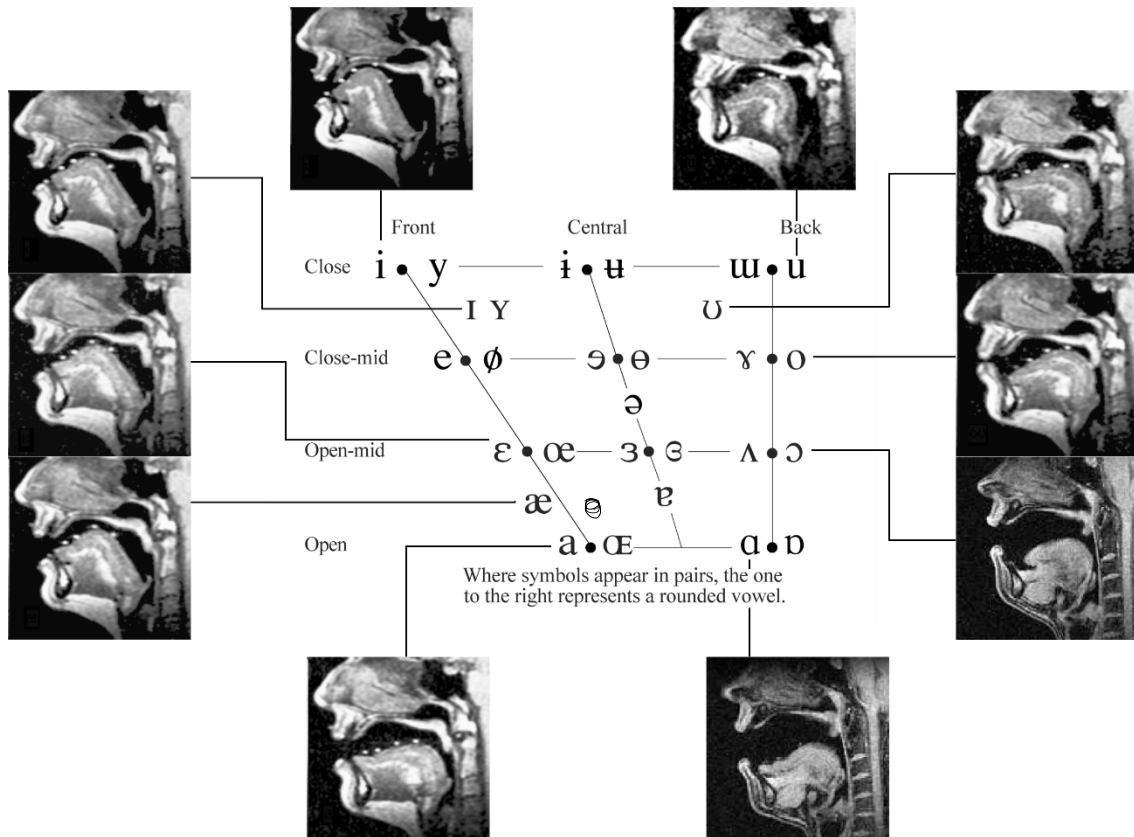 Front Central Back
Close i y ɨ ʉ ɯ u
ɪ ʏ ʊ
Close-mid e ø ɘ ɵ ɤ o
ə
Open-mid ɛ œ ɜ ɞ ʌ ɔ
æ ɐ
Open a ɶ ɑ ɒ
Where symbols appear in pairs, the one
to the right represents a rounded vowel.